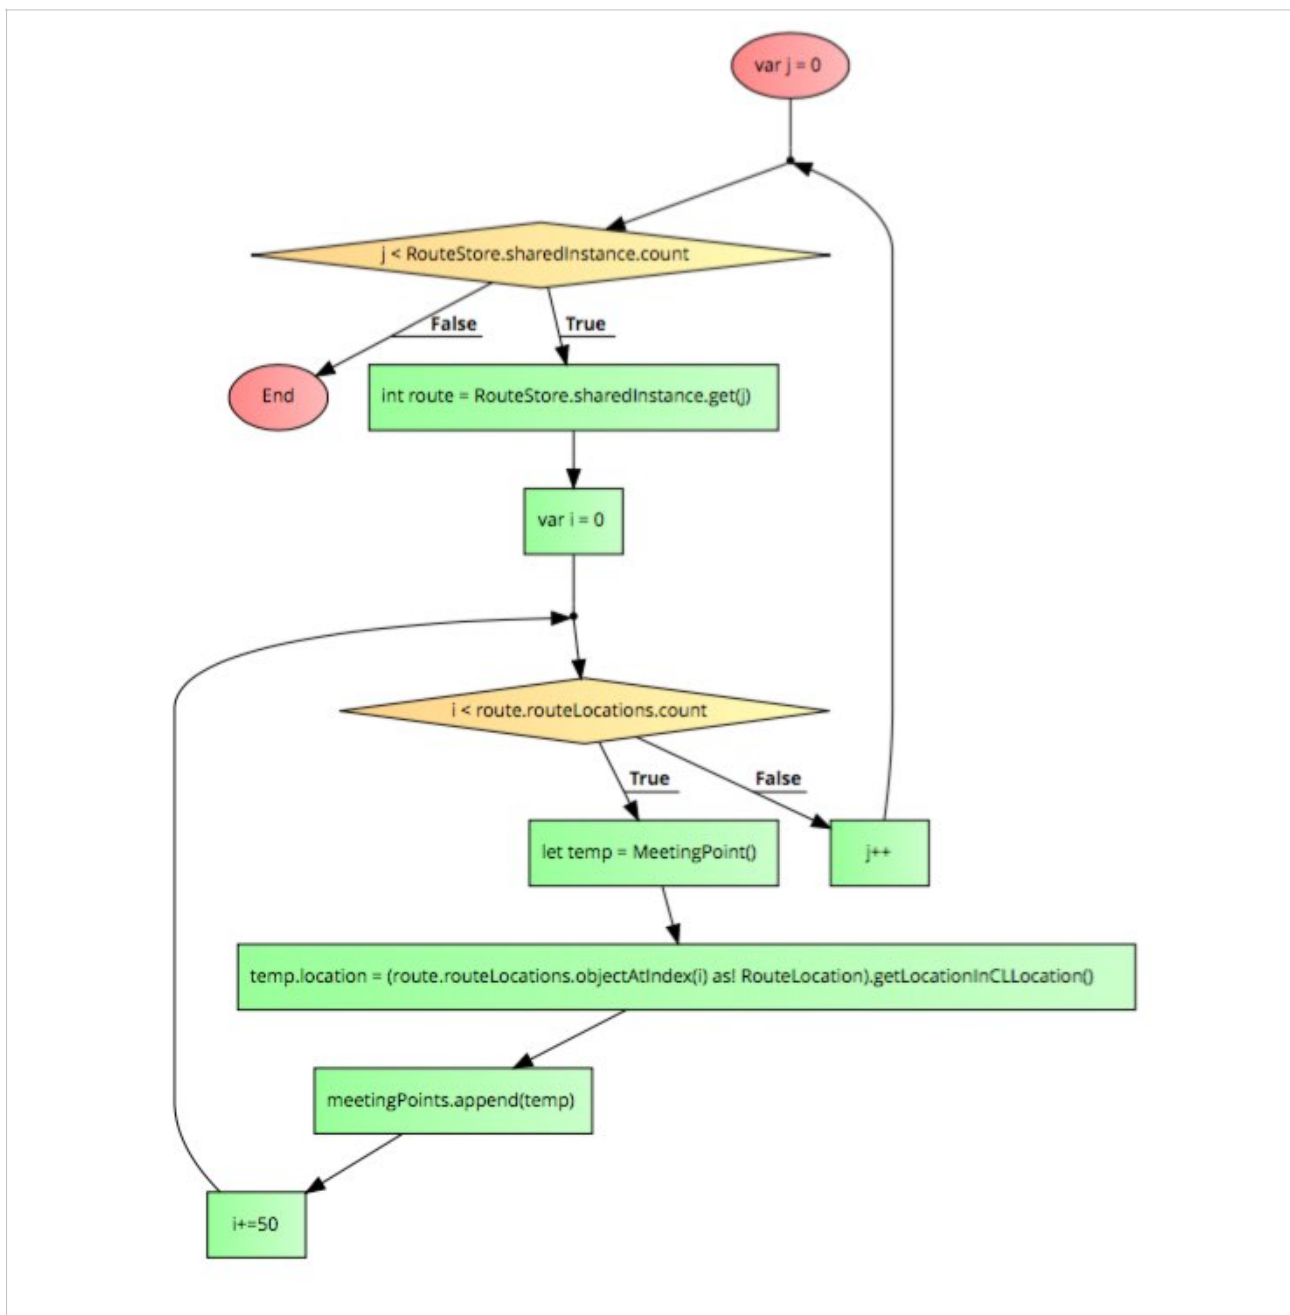 var j = 0
j < RouteStore.sharedInstance.count
False
True
End
int route = RouteStore.sharedInstance.get(j)
var i = 0
i < route.routeLocations.count
True
False
let temp = MeetingPoint()
j++
temp.location = (route.routeLocations.objectAtIndex(i) as! RouteLocation).getLocationInCLLocation()
meetingPoints.append(temp)
i+=50